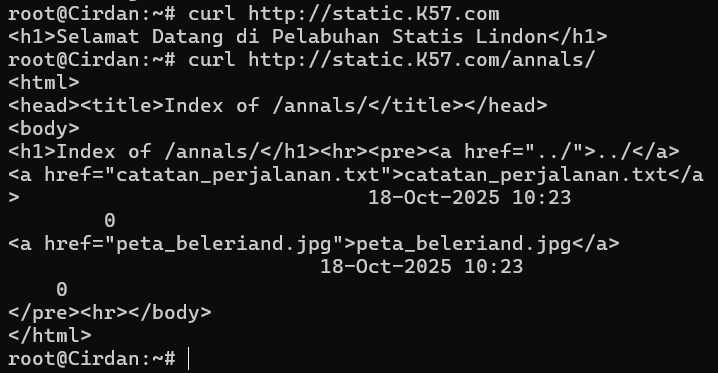 root@Cirdan:~# curl http://static.K57.com
<h1>Selamat Datang di Pelabuhan Statis Lindon</h1>
root@Cirdan:~# curl http://static.K57.com/annals/
<html>
<head><title>Index of /annals/</title></head>
<body>
<h1>Index of /annals/</h1><hr><pre><a href="../">../</a>
<a href="catatan_perjalanan.txt">catatan_perjalanan.txt</a
>                              18-Oct-2025 10:23
        0
<a href="peta_beleriand.jpg">peta_beleriand.jpg</a>
                          18-Oct-2025 10:23
    0
</pre><hr></body>
</html>
root@Cirdan:~#